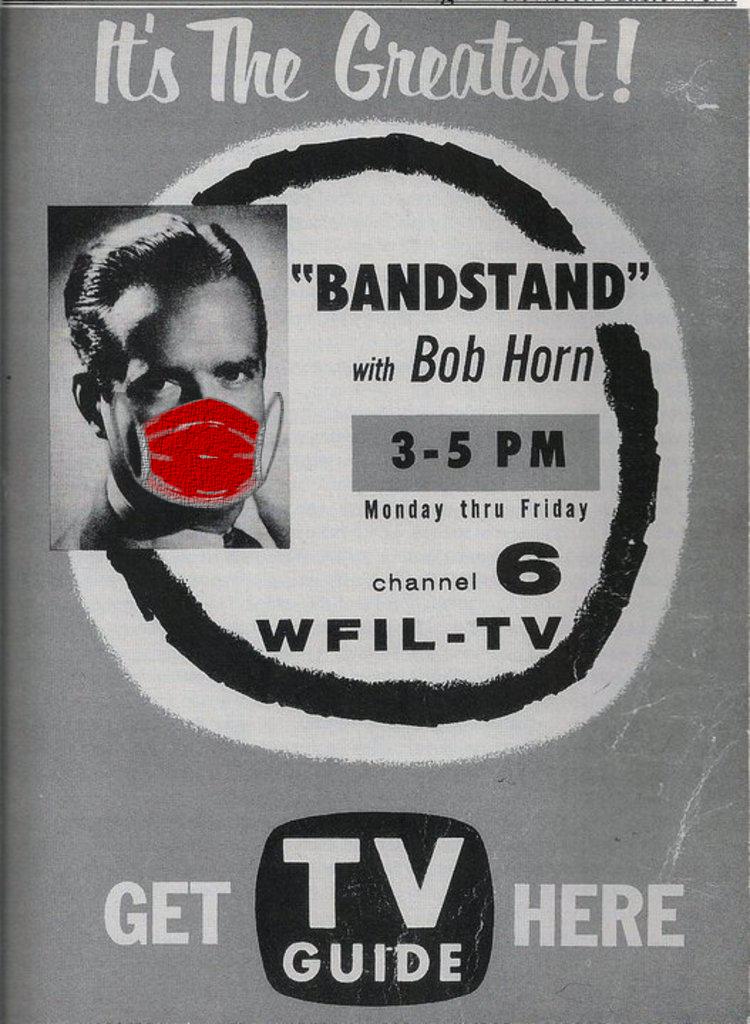 It's The Greatest!
"BANDSTAND"
with Bob Horn
3-5 PM
Monday thru Friday
channel 6
WFIL-TV
GET TV GUIDE HERE